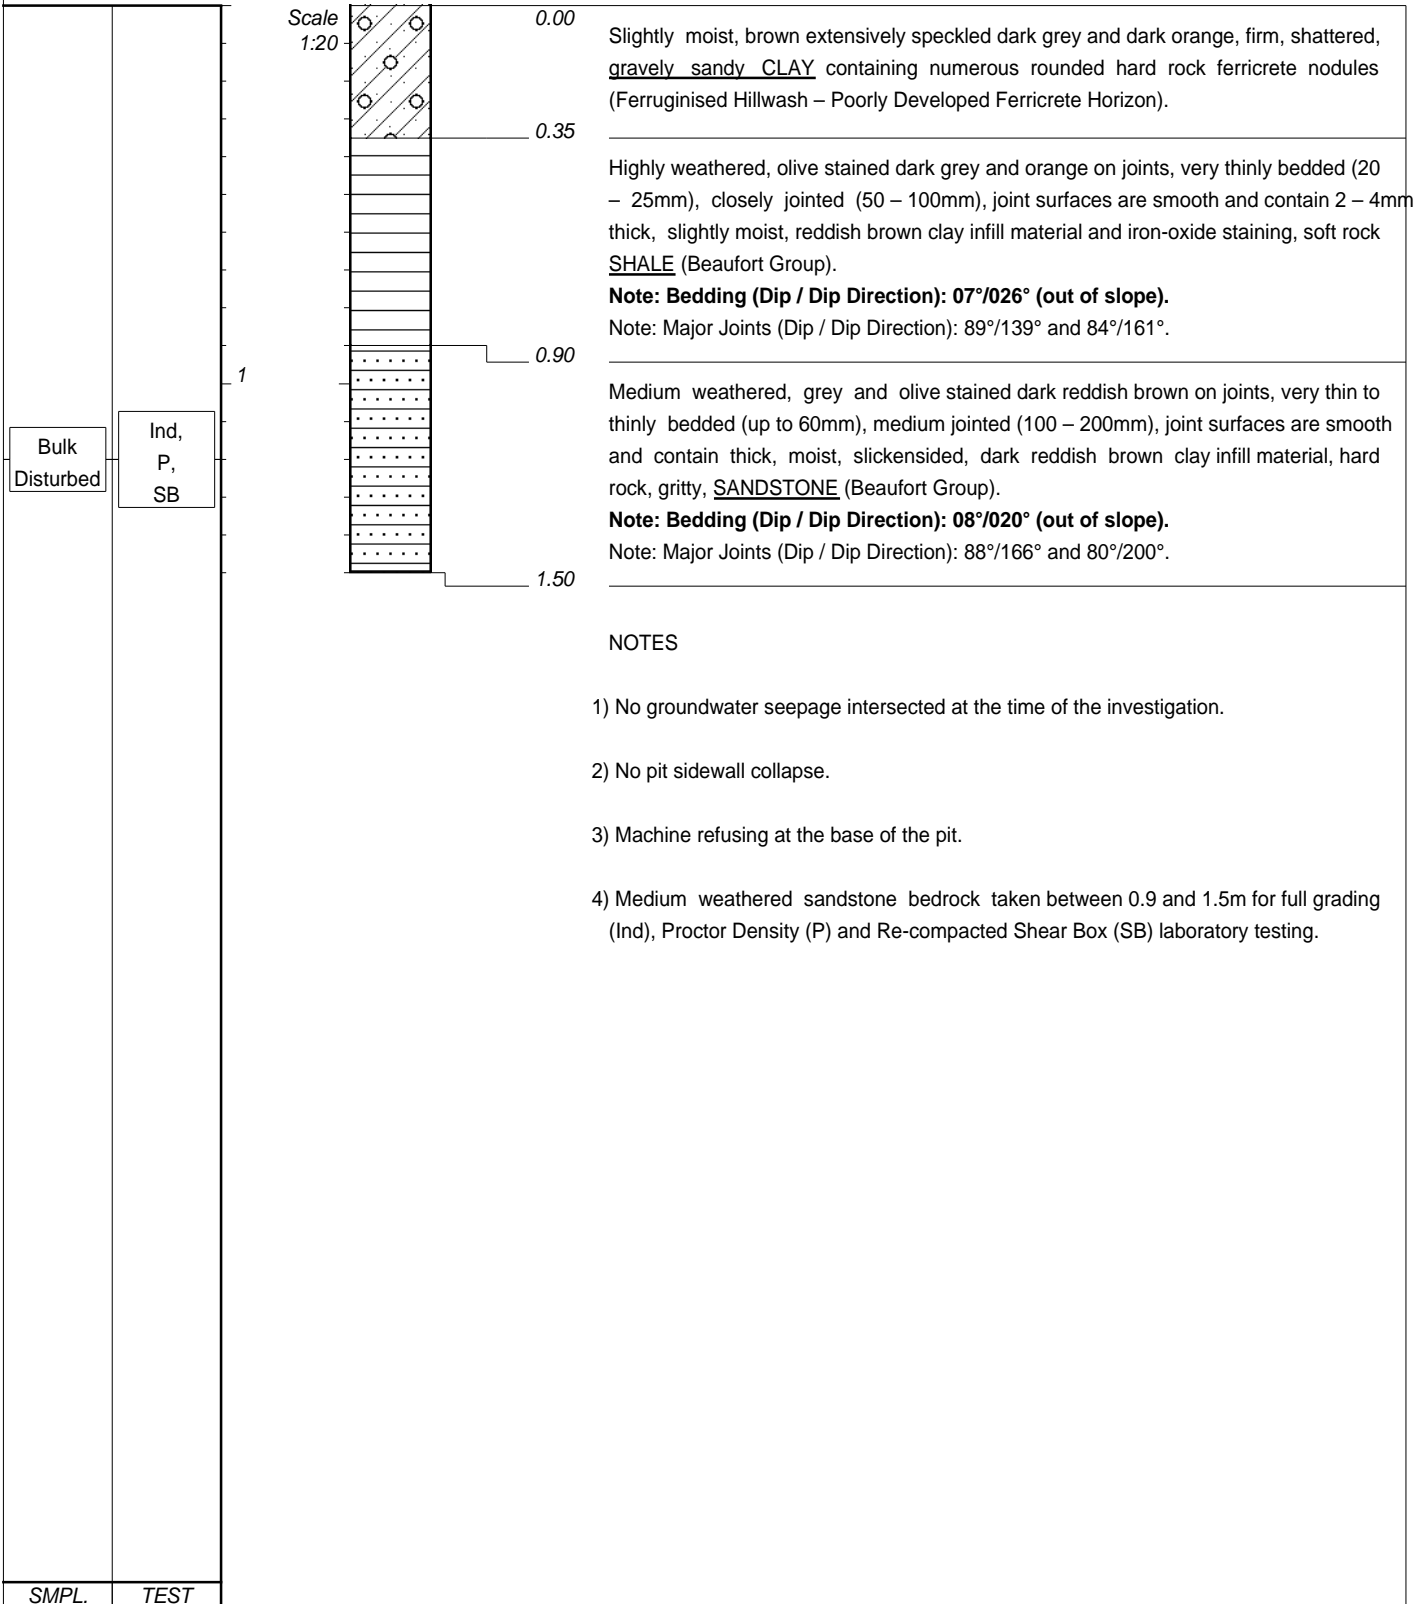 Scale
1:20
0.00
Slightly moist, brown extensively speckled dark grey and dark orange, firm, shattered,
gravely sandy CLAY containing numerous rounded hard rock ferricrete nodules
(Ferruginised Hillwash – Poorly Developed Ferricrete Horizon).
0.35
Highly weathered, olive stained dark grey and orange on joints, very thinly bedded (20
– 25mm), closely jointed (50 – 100mm), joint surfaces are smooth and contain 2 – 4mm
thick, slightly moist, reddish brown clay infill material and iron-oxide staining, soft rock
SHALE (Beaufort Group).
Note: Bedding (Dip / Dip Direction): 07°/026° (out of slope).
Note: Major Joints (Dip / Dip Direction): 89°/139° and 84°/161°.
0.90
1
Medium weathered, grey and olive stained dark reddish brown on joints, very thin to
thinly bedded (up to 60mm), medium jointed (100 – 200mm), joint surfaces are smooth
and contain thick, moist, slickensided, dark reddish brown clay infill material, hard
rock, gritty, SANDSTONE (Beaufort Group).
Note: Bedding (Dip / Dip Direction): 08°/020° (out of slope).
Note: Major Joints (Dip / Dip Direction): 88°/166° and 80°/200°.
Bulk
Disturbed
Ind,
P,
SB
1.50
NOTES
1) No groundwater seepage intersected at the time of the investigation.
2) No pit sidewall collapse.
3) Machine refusing at the base of the pit.
4) Medium weathered sandstone bedrock taken between 0.9 and 1.5m for full grading
(Ind), Proctor Density (P) and Re-compacted Shear Box (SB) laboratory testing.
SMPL. TEST